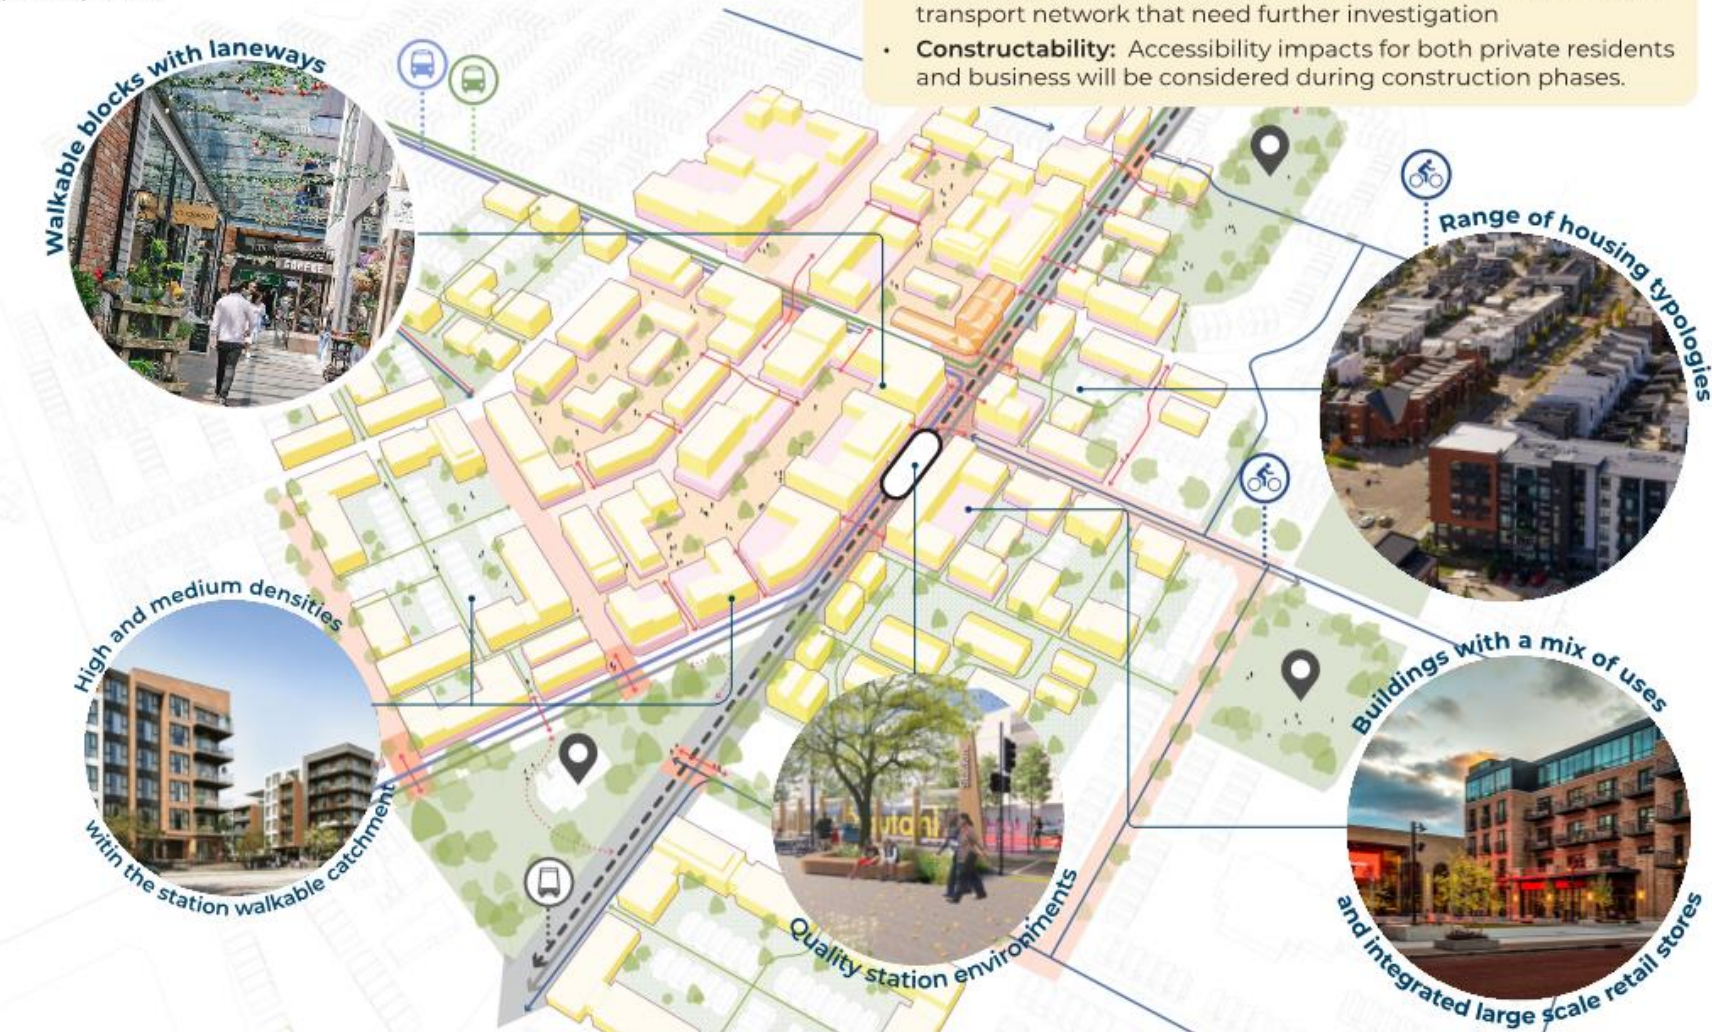 transport network that need further investigation
• Constructability: Accessibility impacts for both private residents
and business will be considered during construction phases.
Walkable blocks with laneways
COFFEE
Range of housing typologies
High and medium densities
witin the station walkable catchment
Quality station environments
Buildings with a mix of uses
and integrated large scale retail stores